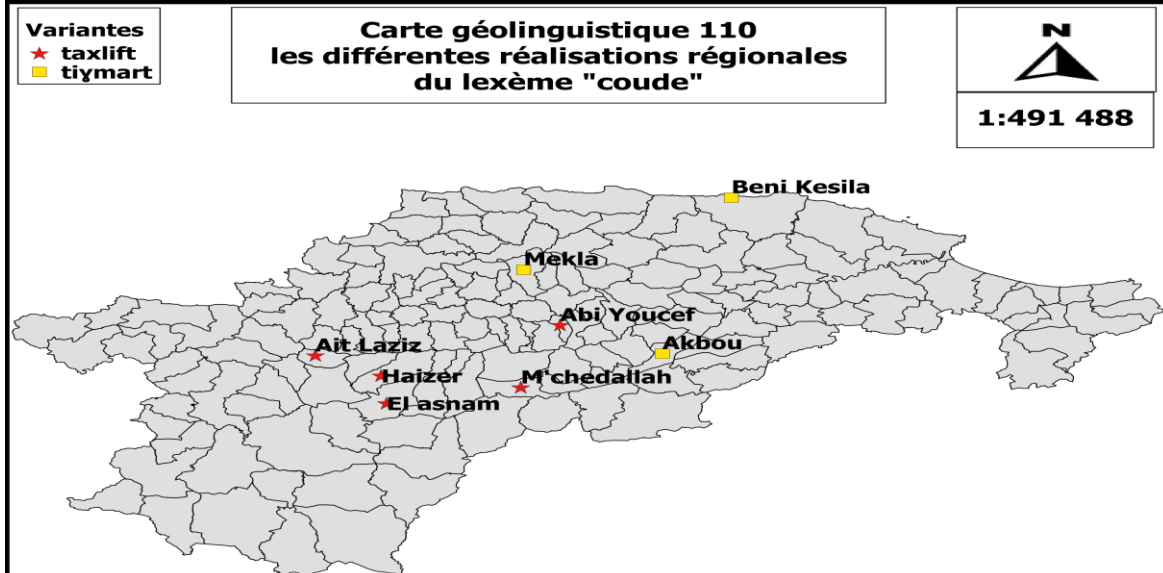 Variantes
taxlift
tiɣmart
Carte géolinguistique 110
les différentes réalisations régionales
du lexème "coude"
N
1:491 488
Beni Kesila
Mekla
Abi Youcef
Akbou
Ait Laziz
Haizer
M'chedallah
El asnam